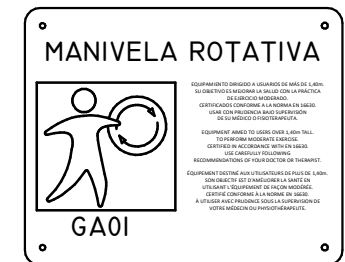 MANIVELA ROTATIVA
EQUIPAMIENTO DIRIGIDO A USUARIOS DE MÁS DE 1,40m.
SU OBJETIVO ES MEJORAR LA SALUD CON LA PRÁCTICA
DE EJERCICIO MODERADO.
CERTIFICADOS CONFORME A LA NORMA EN 16630.
USAR CON PRUDENCIA BAJO SUPERVISIÓN
DE SU MÉDICO O FISIOTERAPEUTA.
EQUIPMENT AIMED TO USERS OVER 1,40m TALL.
TO PERFORM MODERATE EXERCISE.
CERTIFIED IN ACCORDANCE WITH EN 16630.
USE CAREFULLY FOLLOWING
RECOMMENDATIONS OF YOUR DOCTOR OR THERAPIST.
ÉQUIPEMENT DESTINÉ AUX UTILISATEURS DE PLUS DE 1,40m.
SON OBJECTIF EST D'AMÉLIORER LA SANTÉ EN
UTILISANT L'ÉQUIPEMENT DE FAÇON MODÉRÉE.
CERTIFIÉ CONFORME À LA NORME EN 16630.
À UTILISER AVEC PRUDENCE SOUS LA SUPERVISION DE
VOTRE MÉDECIN OU PHYSIOTHÉRAPEUTE.
GA01